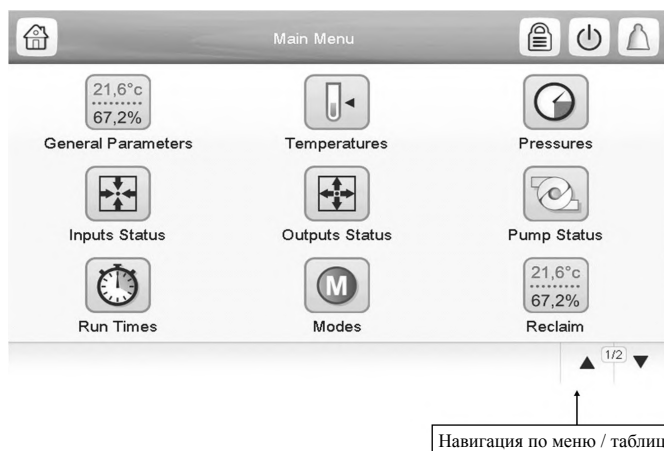 Main Menu
21,6°c
67,2%
General Parameters
Temperatures
Pressures
Inputs Status
Outputs Status
Pump Status
Run Times
M
Modes
21,6°c
67,2%
Reclaim
1/2
Навигация по меню /